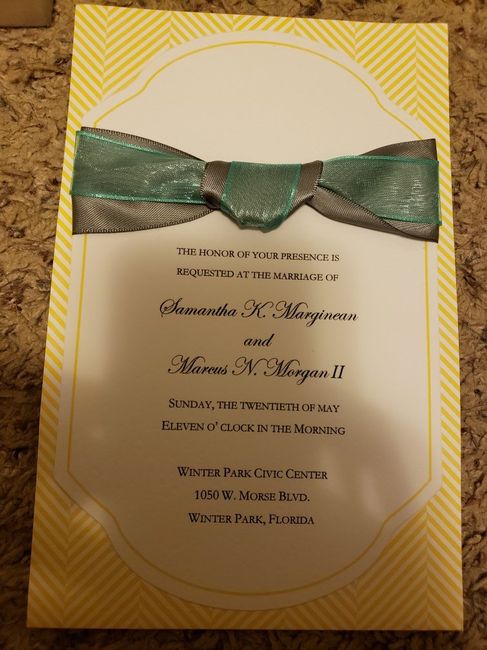 THE HONOR OF YOUR PRESENCE IS
REQUESTED AT THE MARRIAGE OF
Samantha K. Marginean
and
Marcus N. Morgan II
SUNDAY, THE TWENTIETH OF MAY
ELEVEN O' CLOCK IN THE MORNING
WINTER PARK CIVIC CENTER
1050 W. MORSE BLVD.
WINTER PARK, FLORIDA